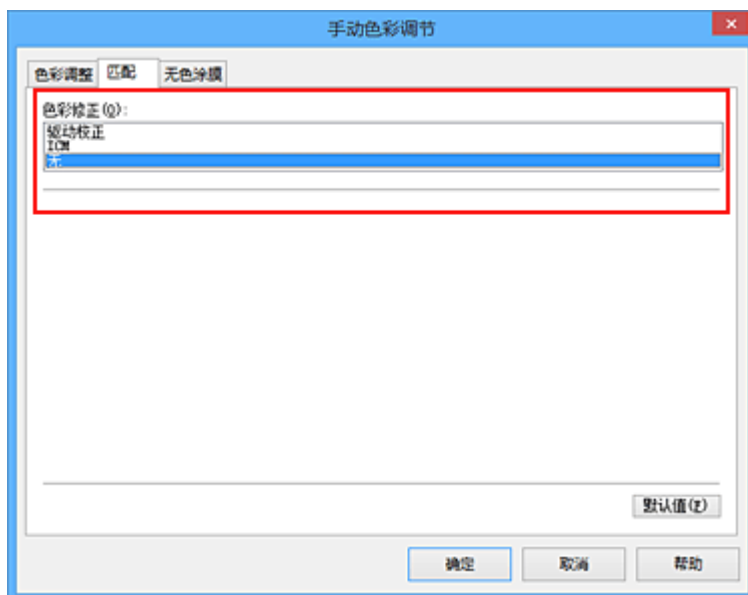 手动色彩调节
色彩调整 匹配 无色涂膜
色彩修正(Q):
驱动校正
ICM
无
默认值(F)
确定 取消 帮助